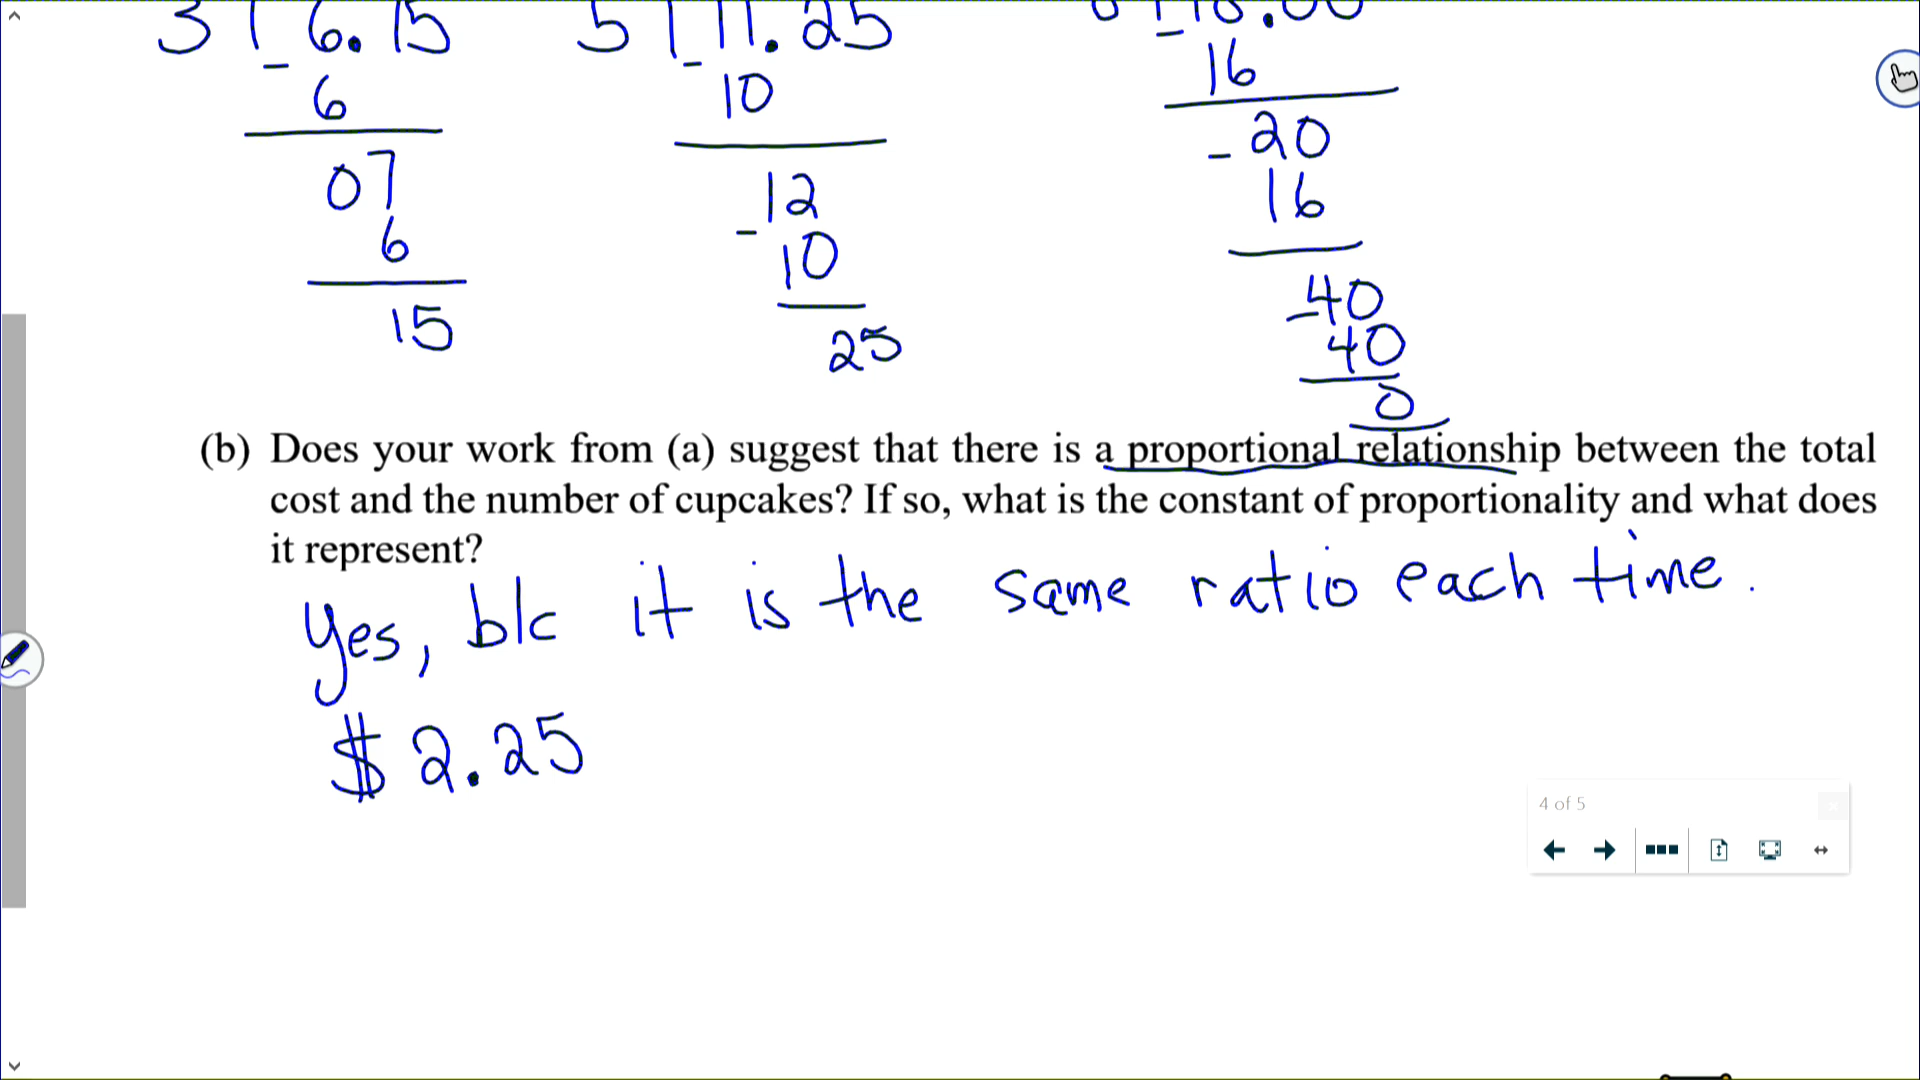 3 6.75 5 11.25
- 6 - 10 - 16
07 12 - 20
6 - 10 16
15 25 - 40
40
0
(b) Does your work from (a) suggest that there is a proportional relationship between the total
cost and the number of cupcakes? If so, what is the constant of proportionality and what does
it represent?
Yes, b/c it is the same ratio each time.
$2.25
4 of 5